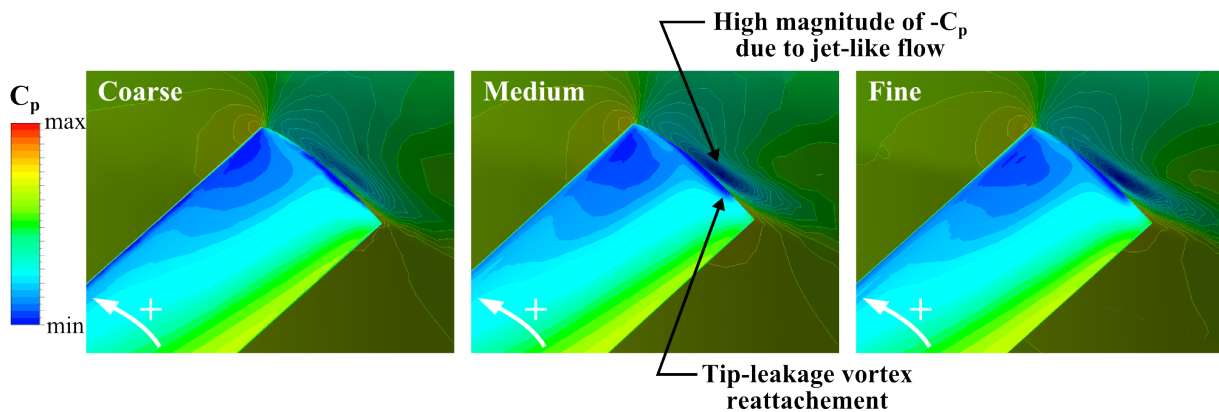 High magnitude of -Cp
due to jet-like flow
Coarse
Medium
Fine
Cp
max
min
+
+
+
Tip-leakage vortex
reattachement